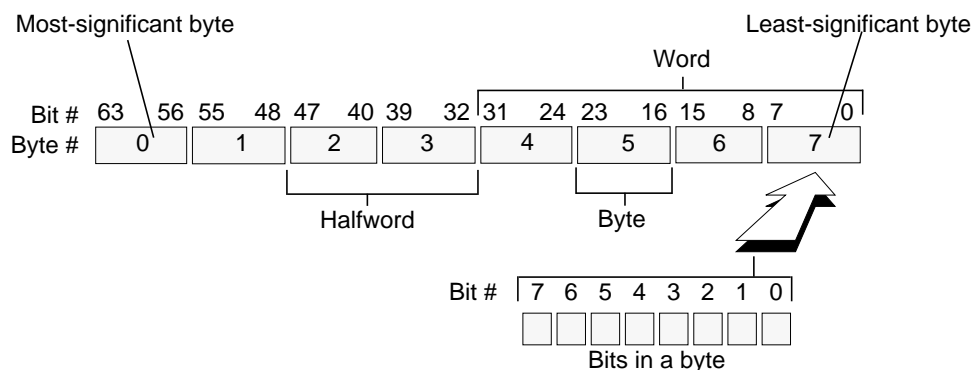 Most-significant byte Least-significant byte
Word
Bit # 63 56 55 48 47 40 39 32 31 24 23 16 15 8 7 0
Byte # 0 1 2 3 4 5 6 7
Halfword Byte
Bit # 7 6 5 4 3 2 1 0
Bits in a byte